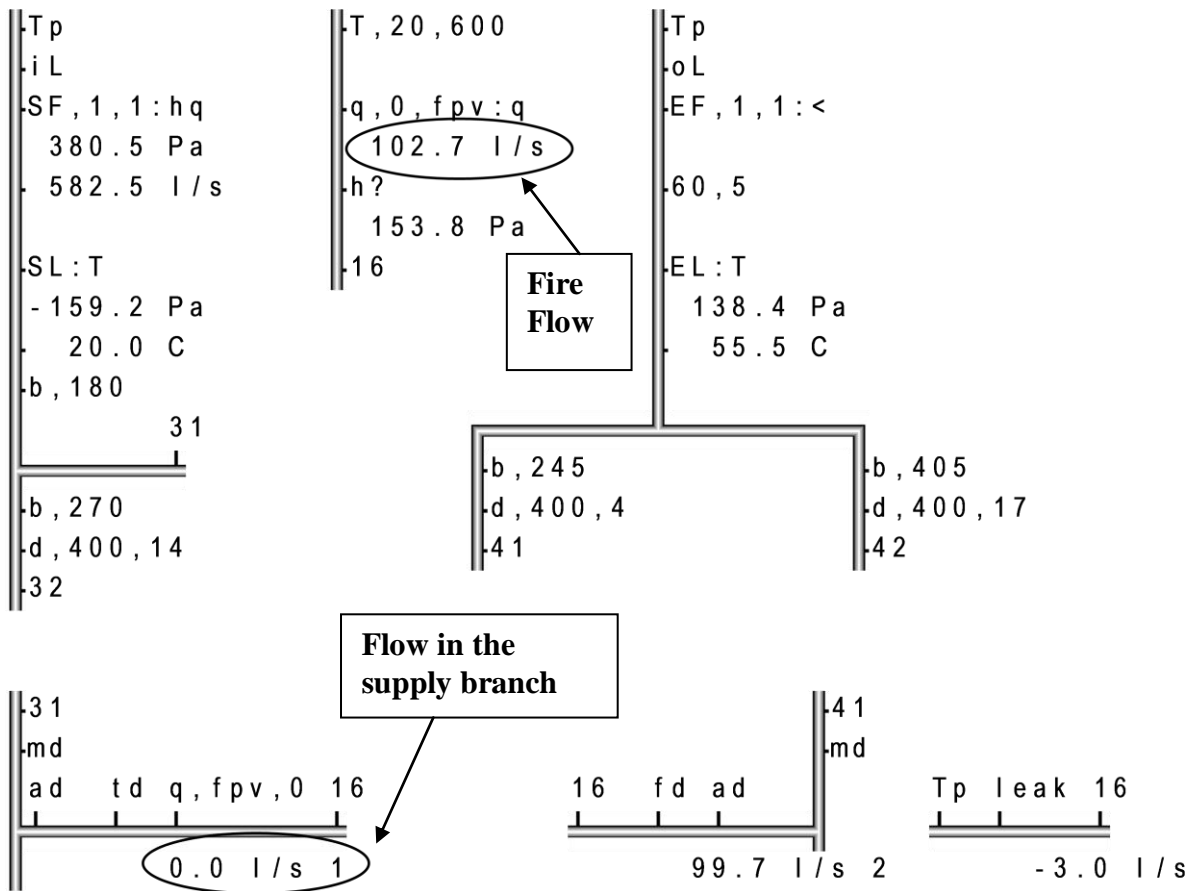 Tp
iL
SF,1,1:hq
380.5 Pa
582.5 l/s
SL:T
-159.2 Pa
20.0 C
b,180
31
b,270
d,400,14
32
T,20,600
q,0,fpv:q
102.7 l/s
h?
153.8 Pa
16
Fire
Flow
Tp
oL
EF,1,1:<
60,5
EL:T
138.4 Pa
55.5 C
b,245
d,400,4
41
b,405
d,400,17
42
Flow in the
supply branch
31
md
ad td q,fpv,0 16
0.0 l/s 1
41
md
16 fd ad
99.7 l/s 2
Tp leak 16
-3.0 l/s